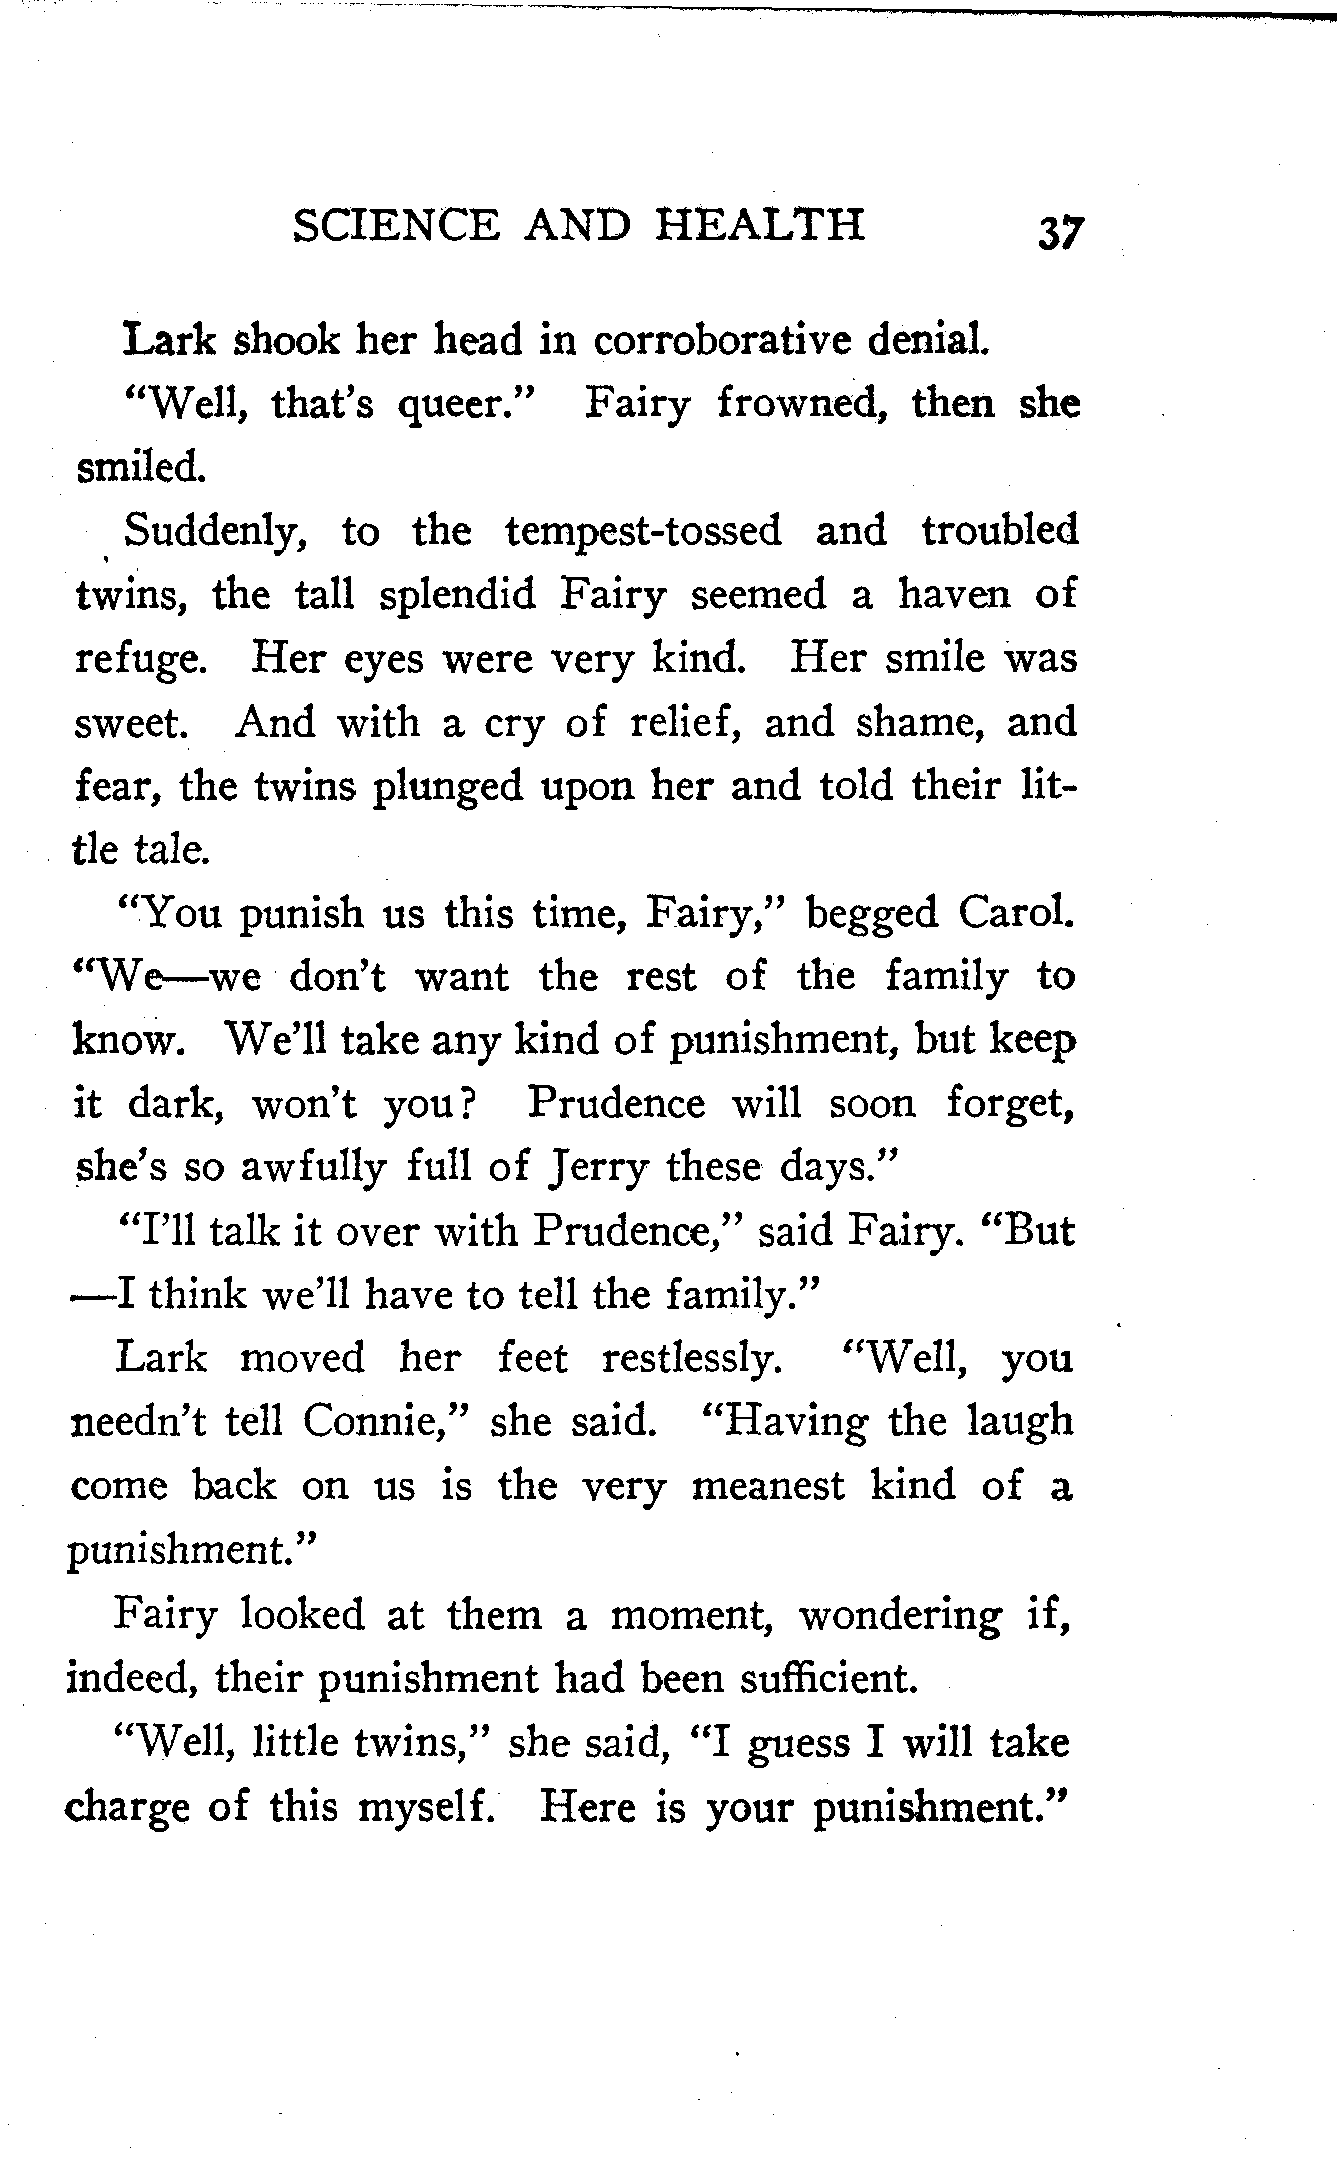 SCIENCE AND HEALTH 37
Lark shook her head in corroborative denial.
“Well, that’s queer.” Fairy frowned, then she
smiled.
Suddenly, to the tempest-tossed and troubled
twins, the tall splendid Fairy seemed a haven of
refuge. Her eyes were very kind. Her smile was
sweet. And with a cry of relief, and shame, and
fear, the twins plunged upon her and told their lit-
tle tale.
“You punish us this time, Fairy,” begged Carol.
“We—we don’t want the rest of the family to
know. We’ll take any kind of punishment, but keep
it dark, won’t you? Prudence will soon forget,
she’s so awfully full of Jerry these days.”
“I’ll talk it over with Prudence,” said Fairy. “But
—I think we’ll have to tell the family.”
Lark moved her feet restlessly. “Well, you
needn’t tell Connie,” she said. “Having the laugh
come back on us is the very meanest kind of a
punishment.”
Fairy looked at them a moment, wondering if,
indeed, their punishment had been sufficient.
“Well, little twins,” she said, “I guess I will take
charge of this myself. Here is your punishment.”